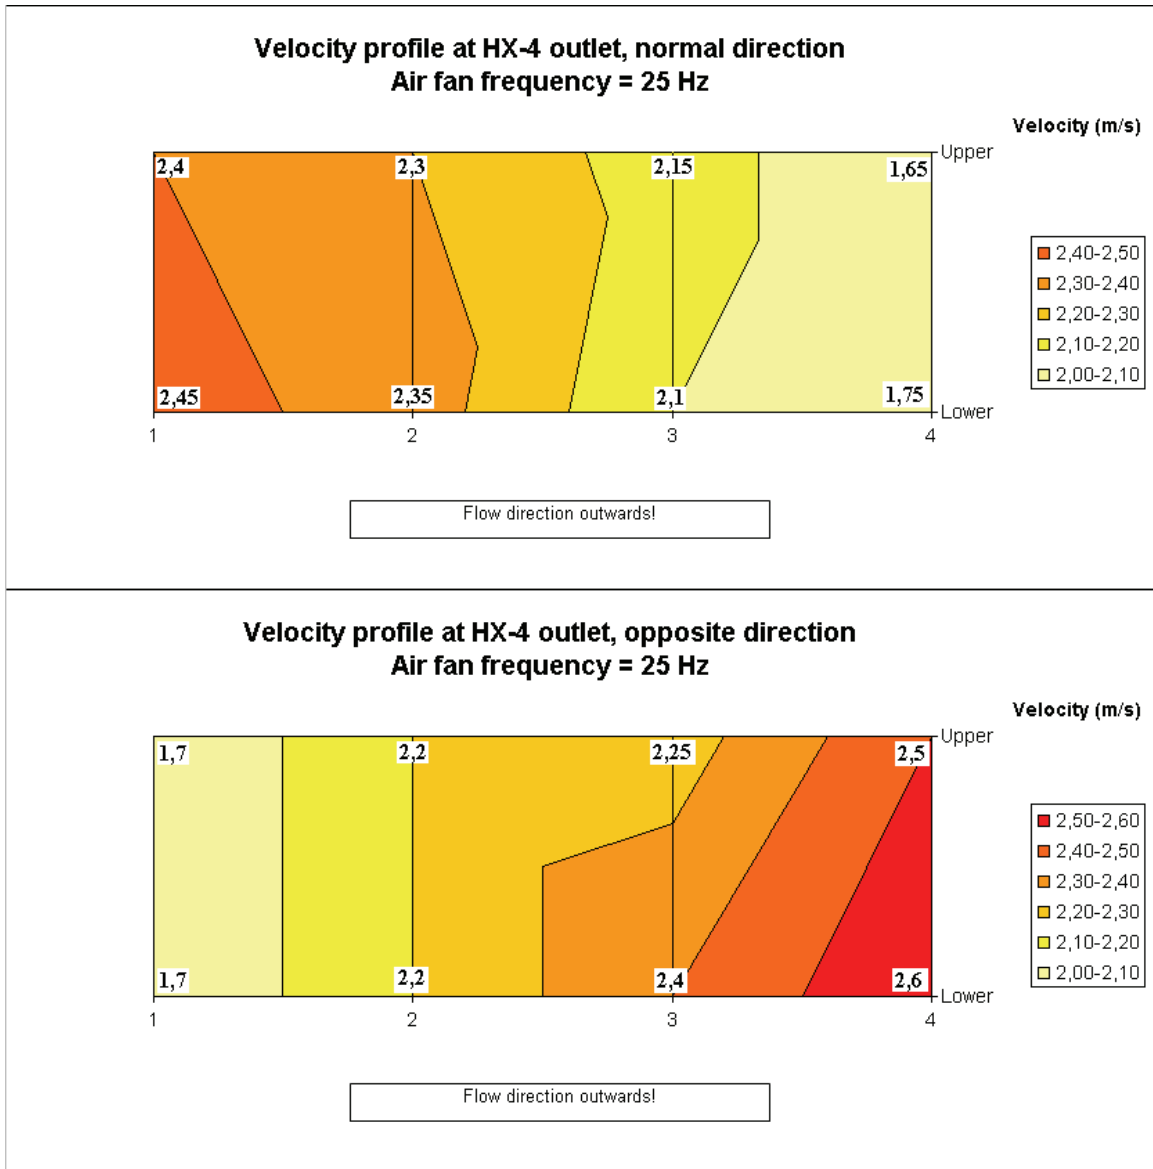 Velocity profile at HX-4 outlet, normal direction
Air fan frequency = 25 Hz
Velocity (m/s)
2,4 2,3 2,15 1,65 Upper
2,40-2,50
2,30-2,40
2,20-2,30
2,10-2,20
2,00-2,10
2,45 2,35 2,1 1,75 Lower
1 2 3 4
Flow direction outwards!
Velocity profile at HX-4 outlet, opposite direction
Air fan frequency = 25 Hz
Velocity (m/s)
1,7 2,2 2,25 2,5 Upper
2,50-2,60
2,40-2,50
2,30-2,40
2,20-2,30
2,10-2,20
2,00-2,10
1,7 2,2 2,4 2,6 Lower
1 2 3 4
Flow direction outwards!